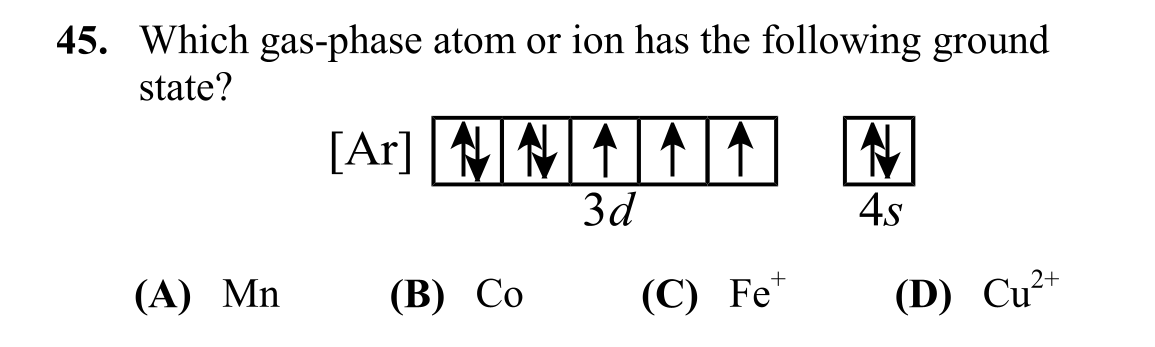 45. Which gas-phase atom or ion has the following ground
state?
[Ar]
3d 4s
(A) Mn (B) Co (C) Fe⁺ (D) Cu²⁺